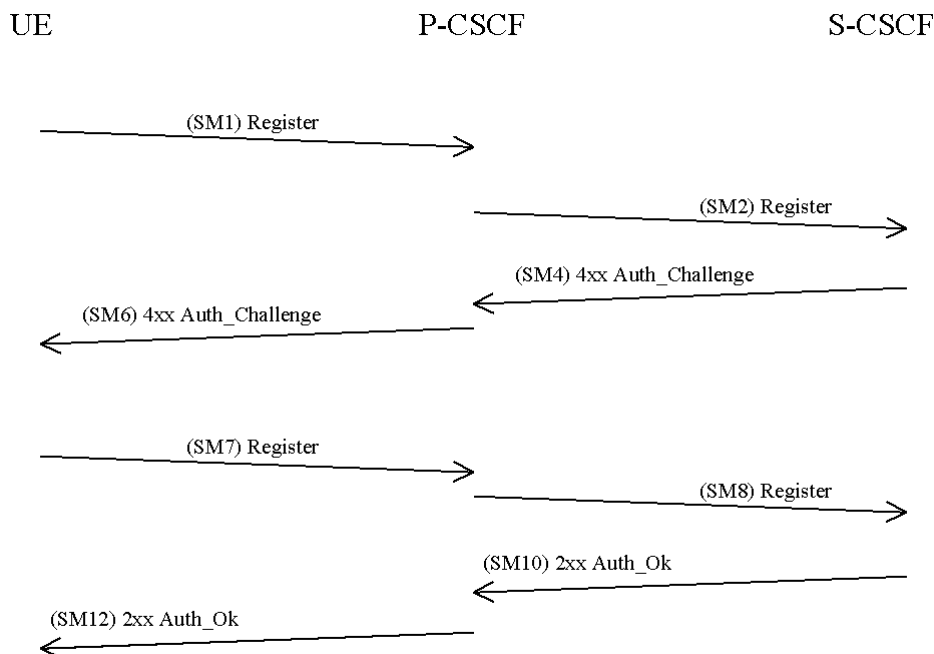 UE P-CSCF S-CSCF
(SM1) Register
(SM2) Register
(SM4) 4xx Auth_Challenge
(SM6) 4xx Auth_Challenge
(SM7) Register
(SM8) Register
(SM10) 2xx Auth_Ok
(SM12) 2xx Auth_Ok